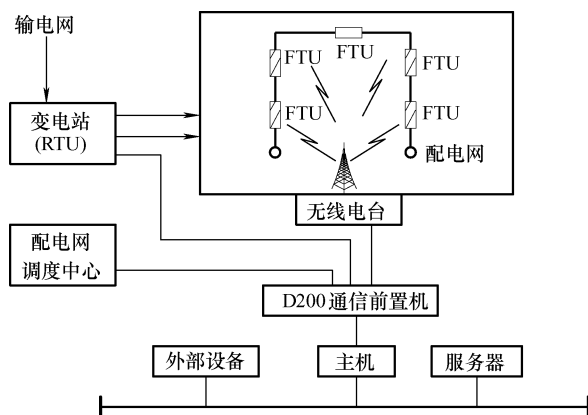 输电网
FTU
FTU
FTU
FTU
FTU
变电站
(RTU)
配电网
无线电台
配电网
调度中心
D200通信前置机
外部设备
主机
服务器